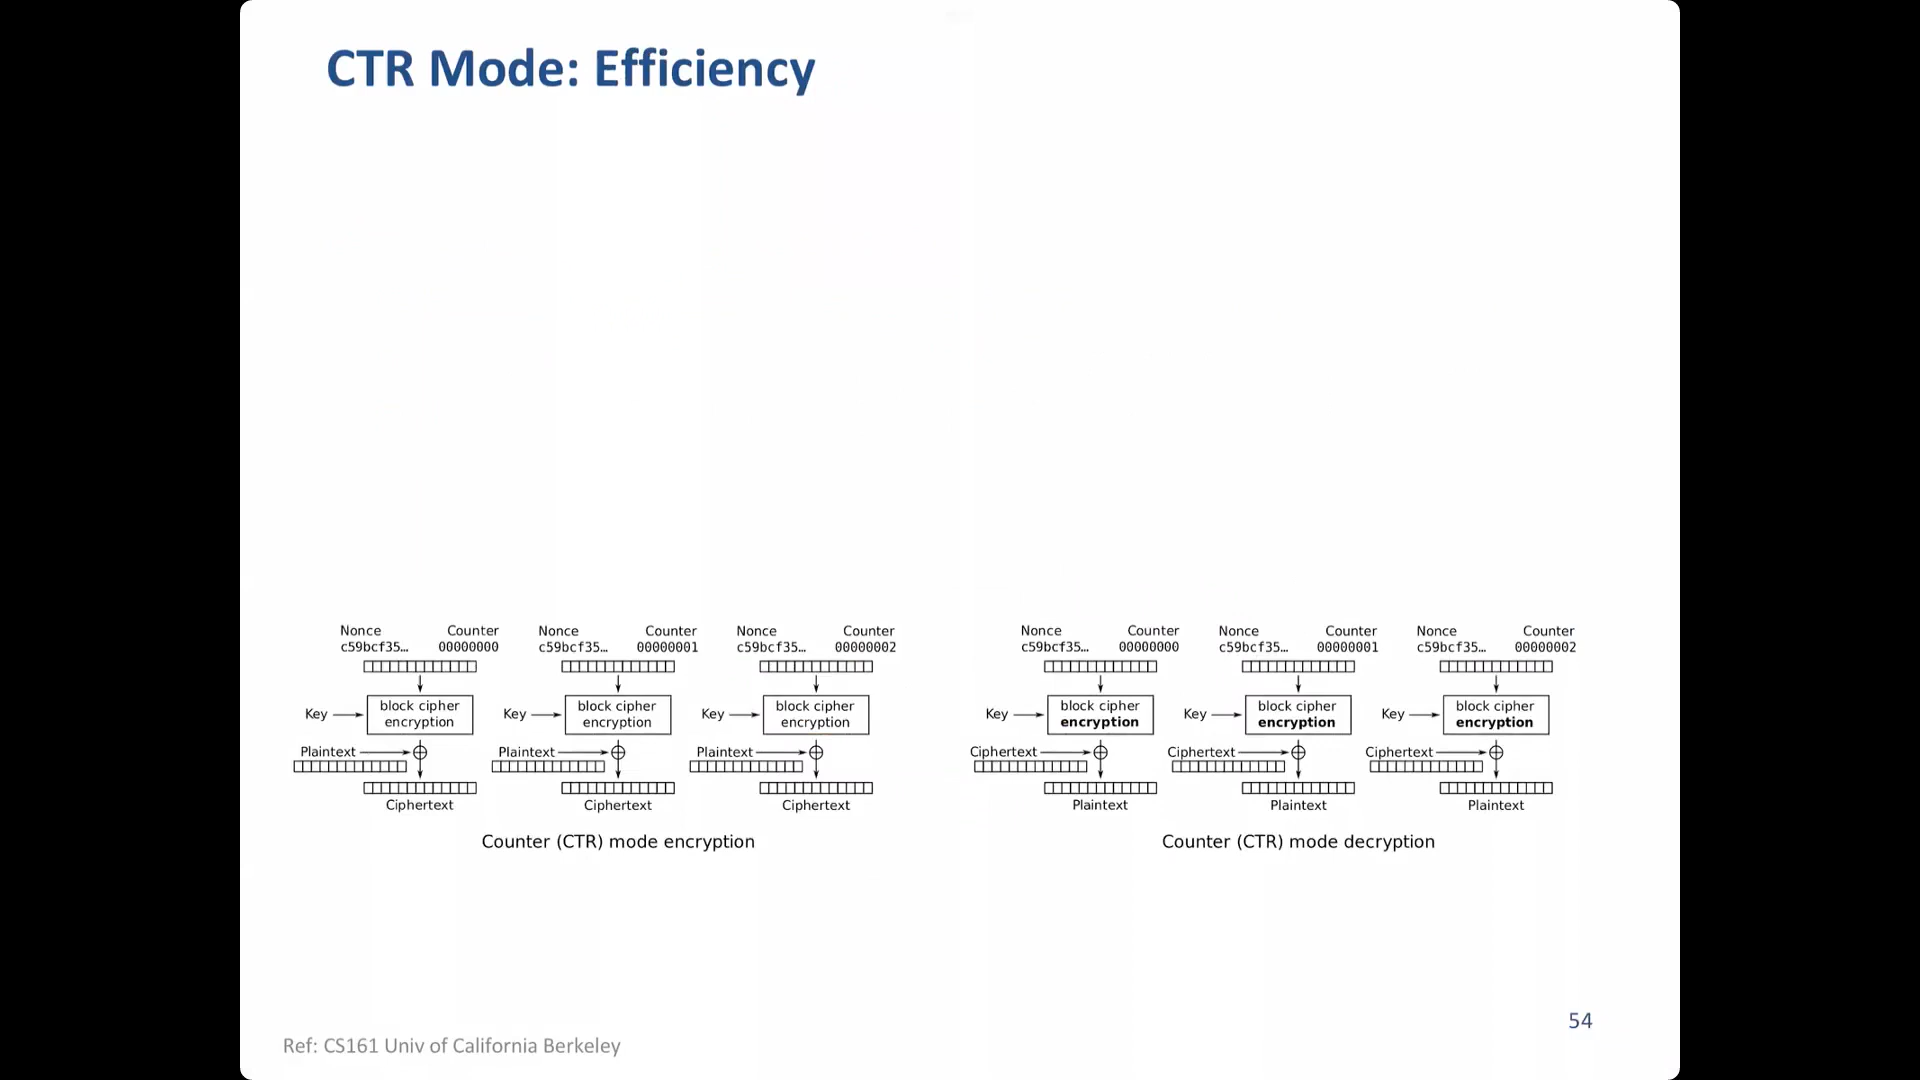 CTR Mode: Efficiency
Nonce Counter Nonce Counter Nonce Counter
c59bcf35… 00000000 c59bcf35… 00000001 c59bcf35… 00000002
Key block cipher encryption Key block cipher encryption Key block cipher encryption
Plaintext Plaintext Plaintext
Ciphertext Ciphertext Ciphertext
Counter (CTR) mode encryption
Nonce Counter Nonce Counter Nonce Counter
c59bcf35… 00000000 c59bcf35… 00000001 c59bcf35… 00000002
Key block cipher encryption Key block cipher encryption Key block cipher encryption
Ciphertext Ciphertext Ciphertext
Plaintext Plaintext Plaintext
Counter (CTR) mode decryption
54
Ref: CS161 Univ of California Berkeley